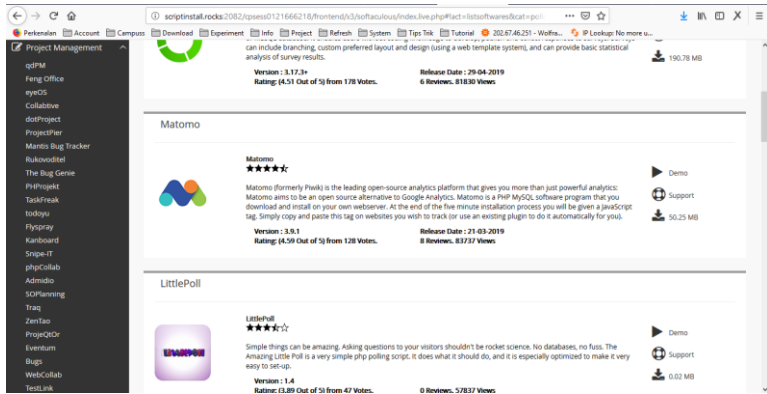 scriptinstall.rocks:2082/cpsess0121666218/frontend/x3/softaculous/index.live.php#act=listsoftwares&cat=poll
Perkenalan Account Campuss Download Experiment Info Project Refresh System Tips Trik Tutorial 202.67.46.251 - Wolfra... IP Lookup: No more u...
Project Management
qdPM
Feng Office
eyeOS
Collabtive
dotProject
ProjectPier
Mantis Bug Tracker
Rukovoditel
The Bug Genie
PHProjekt
TaskFreak
todoyu
Flyspray
Kanboard
Snipe-IT
phpCollab
Admidio
SOPlanning
Traq
ZenTao
ProjeQtOr
Eventum
Bugs
WebCollab
TestLink
can include branching, custom preferred layout and design (using a web template system), and can provide basic statistical
analysis of survey results.
190.78 MB
Version : 3.17.3+ Release Date : 29-04-2019
Rating: (4.51 Out of 5) from 178 Votes. 6 Reviews. 81830 Views
Matomo
Matomo
Demo
Matomo (formerly Piwik) is the leading open-source analytics platform that gives you more than just powerful analytics:
Matomo aims to be an open source alternative to Google Analytics. Matomo is a PHP MySQL software program that you
download and install on your own webserver. At the end of the five minute installation process you will be given a JavaScript
tag. Simply copy and paste this tag on websites you wish to track (or use an existing plugin to do it automatically for you).
Support
50.25 MB
Version : 3.9.1 Release Date : 21-03-2019
Rating: (4.59 Out of 5) from 128 Votes. 8 Reviews. 83737 Views
LittlePoll
LittlePoll
Demo
LITTLEPOLL
Simple things can be amazing. Asking questions to your visitors shouldn't be rocket science. No databases, no fuss. The
Amazing Little Poll is a very simple php polling script. It does what it should do, and it is especially optimized to make it very
easy to set-up.
Support
0.02 MB
Version : 1.4
Rating: (3.89 Out of 5) from 47 Votes. 0 Reviews. 57837 Views